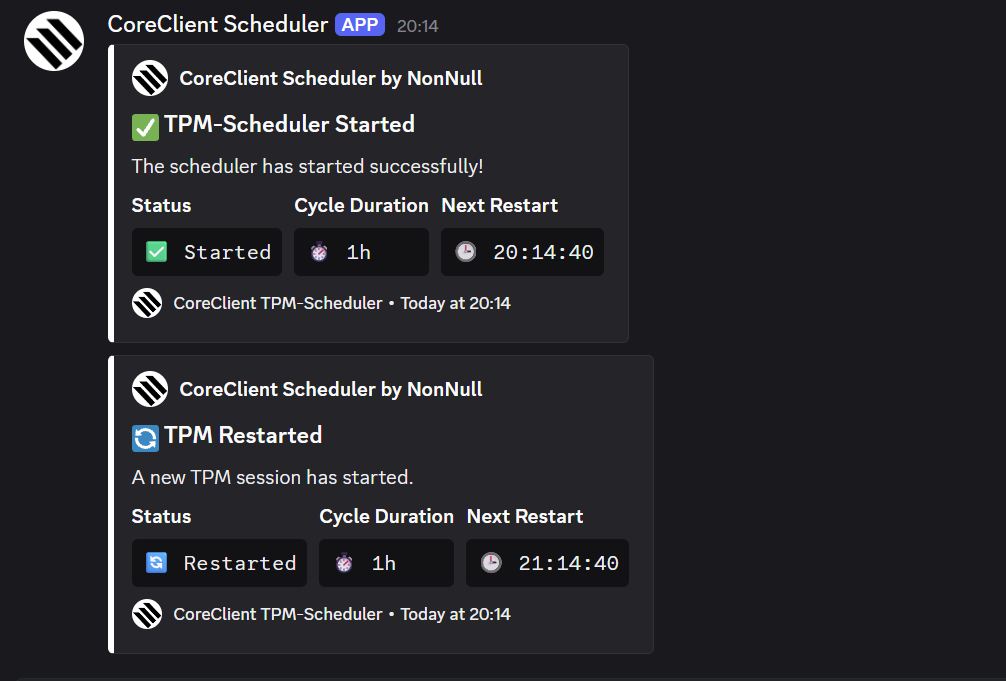 CoreClient Scheduler APP 20:14
CoreClient Scheduler by NonNull
✅ TPM-Scheduler Started
The scheduler has started successfully!
Status Cycle Duration Next Restart
✅ Started ⏱ 1h 🕒 20:14:40
CoreClient TPM-Scheduler • Today at 20:14
CoreClient Scheduler by NonNull
🔄 TPM Restarted
A new TPM session has started.
Status Cycle Duration Next Restart
🔄 Restarted ⏱ 1h 🕒 21:14:40
CoreClient TPM-Scheduler • Today at 20:14